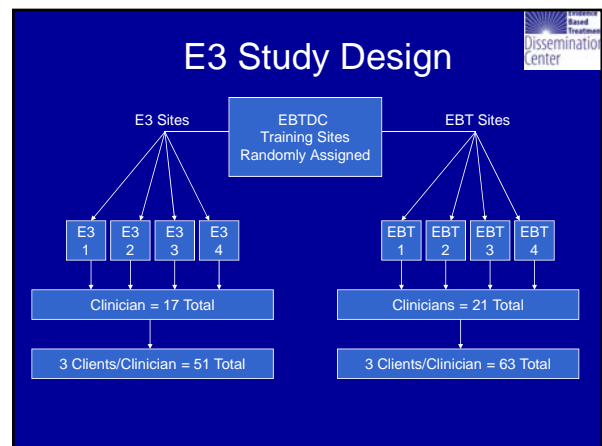 Evidence
Based
Treatment
Dissemination
Center
E3 Study Design
E3 Sites
EBTDC
Training Sites
Randomly Assigned
EBT Sites
E3
1
E3
2
E3
3
E3
4
EBT
1
EBT
2
EBT
3
EBT
4
Clinician = 17 Total
Clinicians = 21 Total
3 Clients/Clinician = 51 Total
3 Clients/Clinician = 63 Total